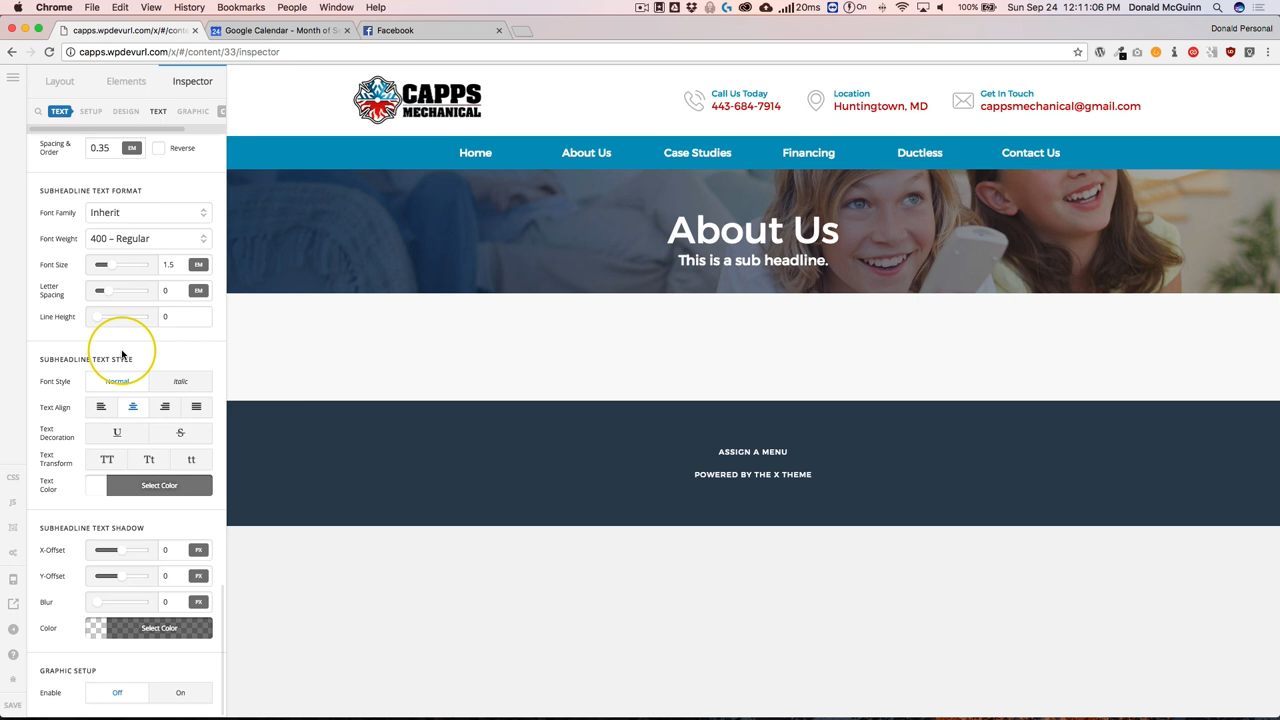 Chrome File Edit View History Bookmarks People Window Help
20ms On 100% Sun Sep 24 12:11:06 PM Donald McGuinn
capps.wpdevurl.com/x/#/conte Google Calendar - Month of S Facebook Donald Personal
capps.wpdevurl.com/x/#/content/33/inspector
Layout Elements Inspector
TEXT SETUP DESIGN TEXT GRAPHIC
Spacing & Order 0.35 EM Reverse
SUBHEADLINE TEXT FORMAT
Font Family Inherit
Font Weight 400 – Regular
Font Size 1.5 EM
Letter Spacing 0 EM
Line Height 0
SUBHEADLINE TEXT STYLE
Font Style Normal Italic
Text Align
Text Decoration U S
Text Transform TT Tt tt
Text Color Select Color
SUBHEADLINE TEXT SHADOW
X-Offset 0 PX
Y-Offset 0 PX
Blur 0 PX
Color Select Color
GRAPHIC SETUP
Enable Off On
CSS
JS
SAVE
CAPPS
MECHANICAL
Call Us Today
443-684-7914
Location
Huntingtown, MD
Get In Touch
cappsmechanical@gmail.com
Home About Us Case Studies Financing Ductless Contact Us
About Us
This is a sub headline.
ASSIGN A MENU
POWERED BY THE X THEME